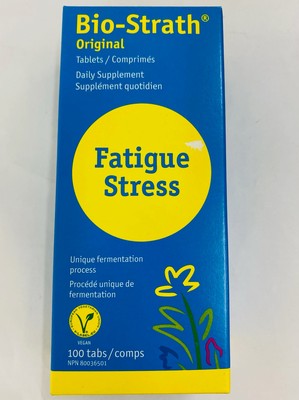 Bio-Strath®
Original
Tablets / Comprimés
Daily Supplement
Supplément quotidien
Fatigue
Stress
Unique fermentation
process
Procédé unique de
fermentation
VEGAN
100 tabs / comps
NPN 80036501